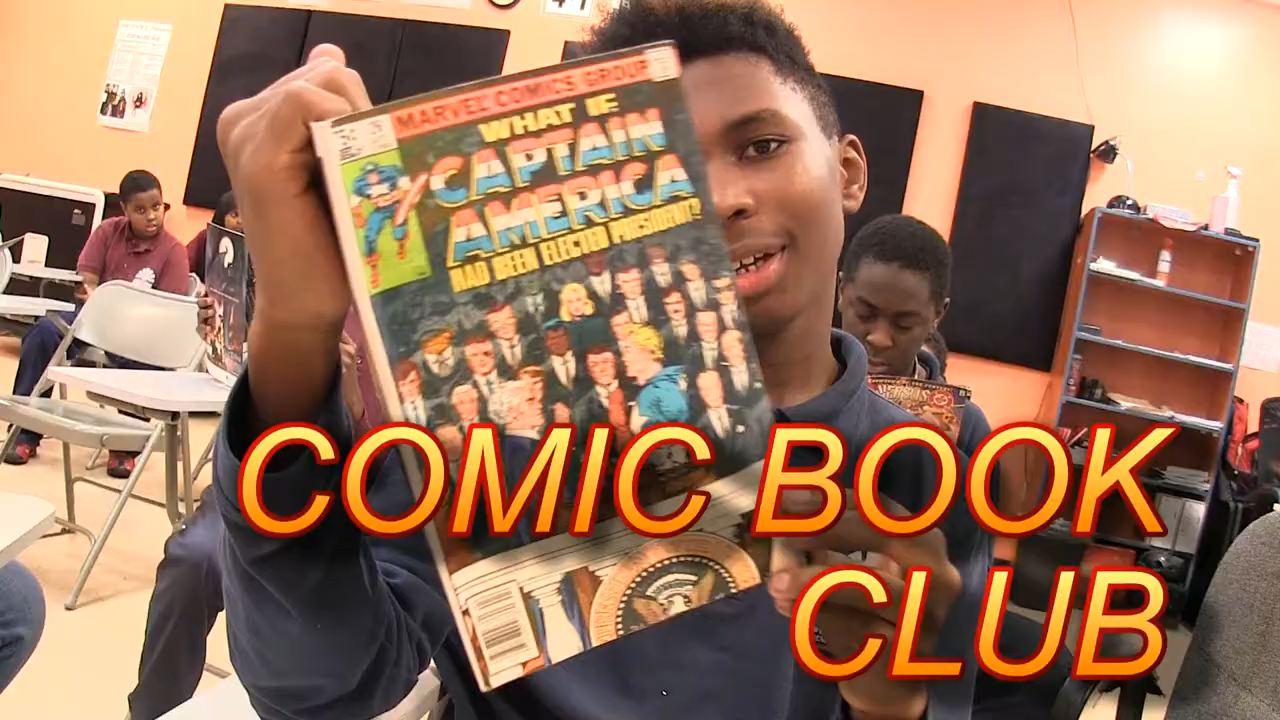 MARVEL COMICS GROUP
WHAT IF
CAPTAIN
AMERICA
HAD BEEN ELECTED PRESIDENT?
COMIC BOOK
CLUB